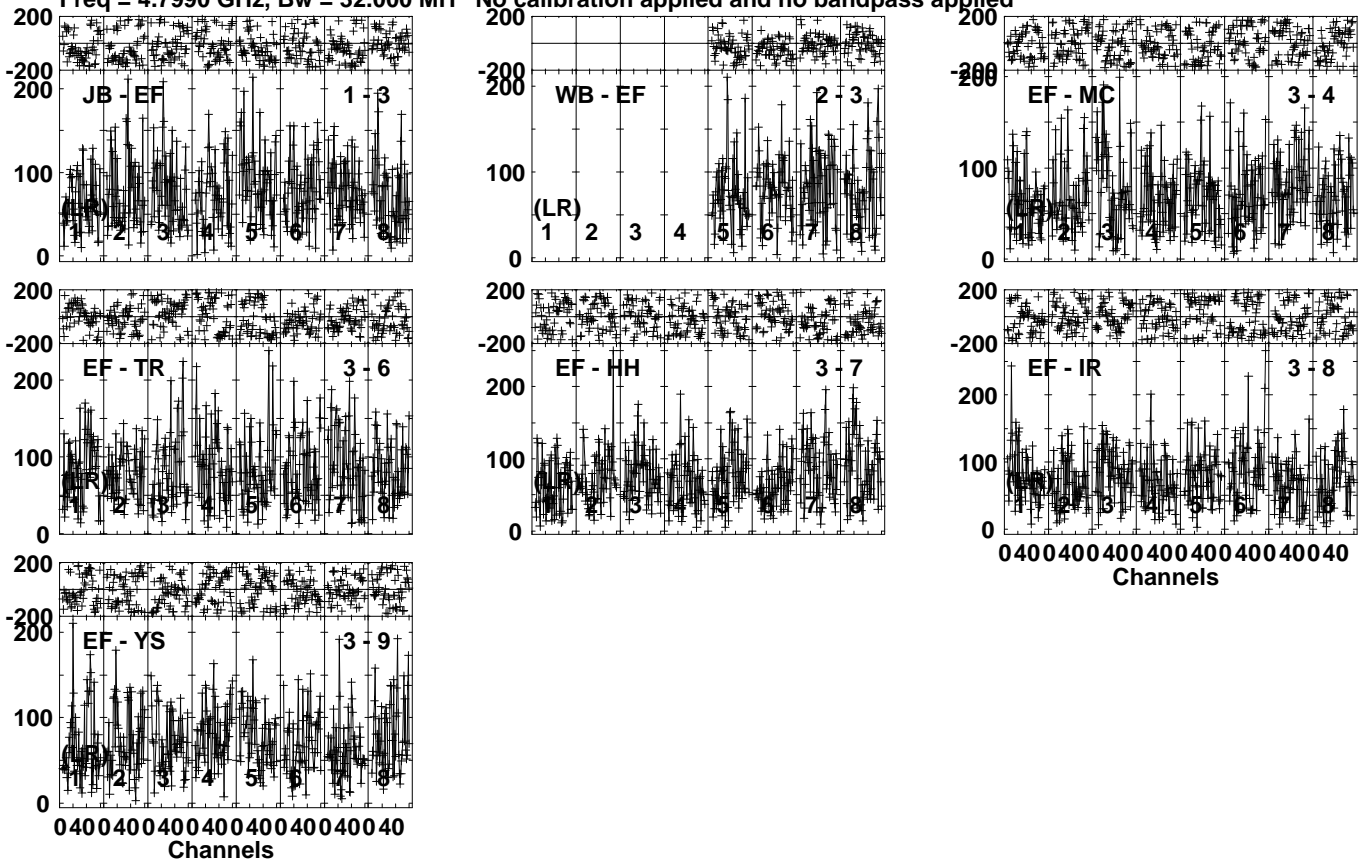 Freq = 4.7990 GHz, Bw = 32.000 MH No calibration applied and no bandpass applied
200
-200
200
100
0
JB - EF 1 - 3
(LR)
1 2 3 4 5 6 7 8
200
-200
200
100
0
WB - EF 2 - 3
(LR)
1 2 3 4 5 6 7 8
200
-200
200
100
0
EF - MC 3 - 4
(LR)
1 2 3 4 5 6 7 8
200
-200
200
100
0
EF - TR 3 - 6
(LR)
1 2 3 4 5 6 7 8
200
-200
200
100
0
EF - HH 3 - 7
(LR)
1 2 3 4 5 6 7 8
200
-200
200
100
0
EF - IR 3 - 8
(LR)
1 2 3 4 5 6 7 8
0 40 0 40 0 40 0 40 0 40 0 40 0 40 0 40
Channels
200
-200
200
100
0
EF - YS 3 - 9
(LR)
1 2 3 4 5 6 7 8
0 40 0 40 0 40 0 40 0 40 0 40 0 40 0 40
Channels